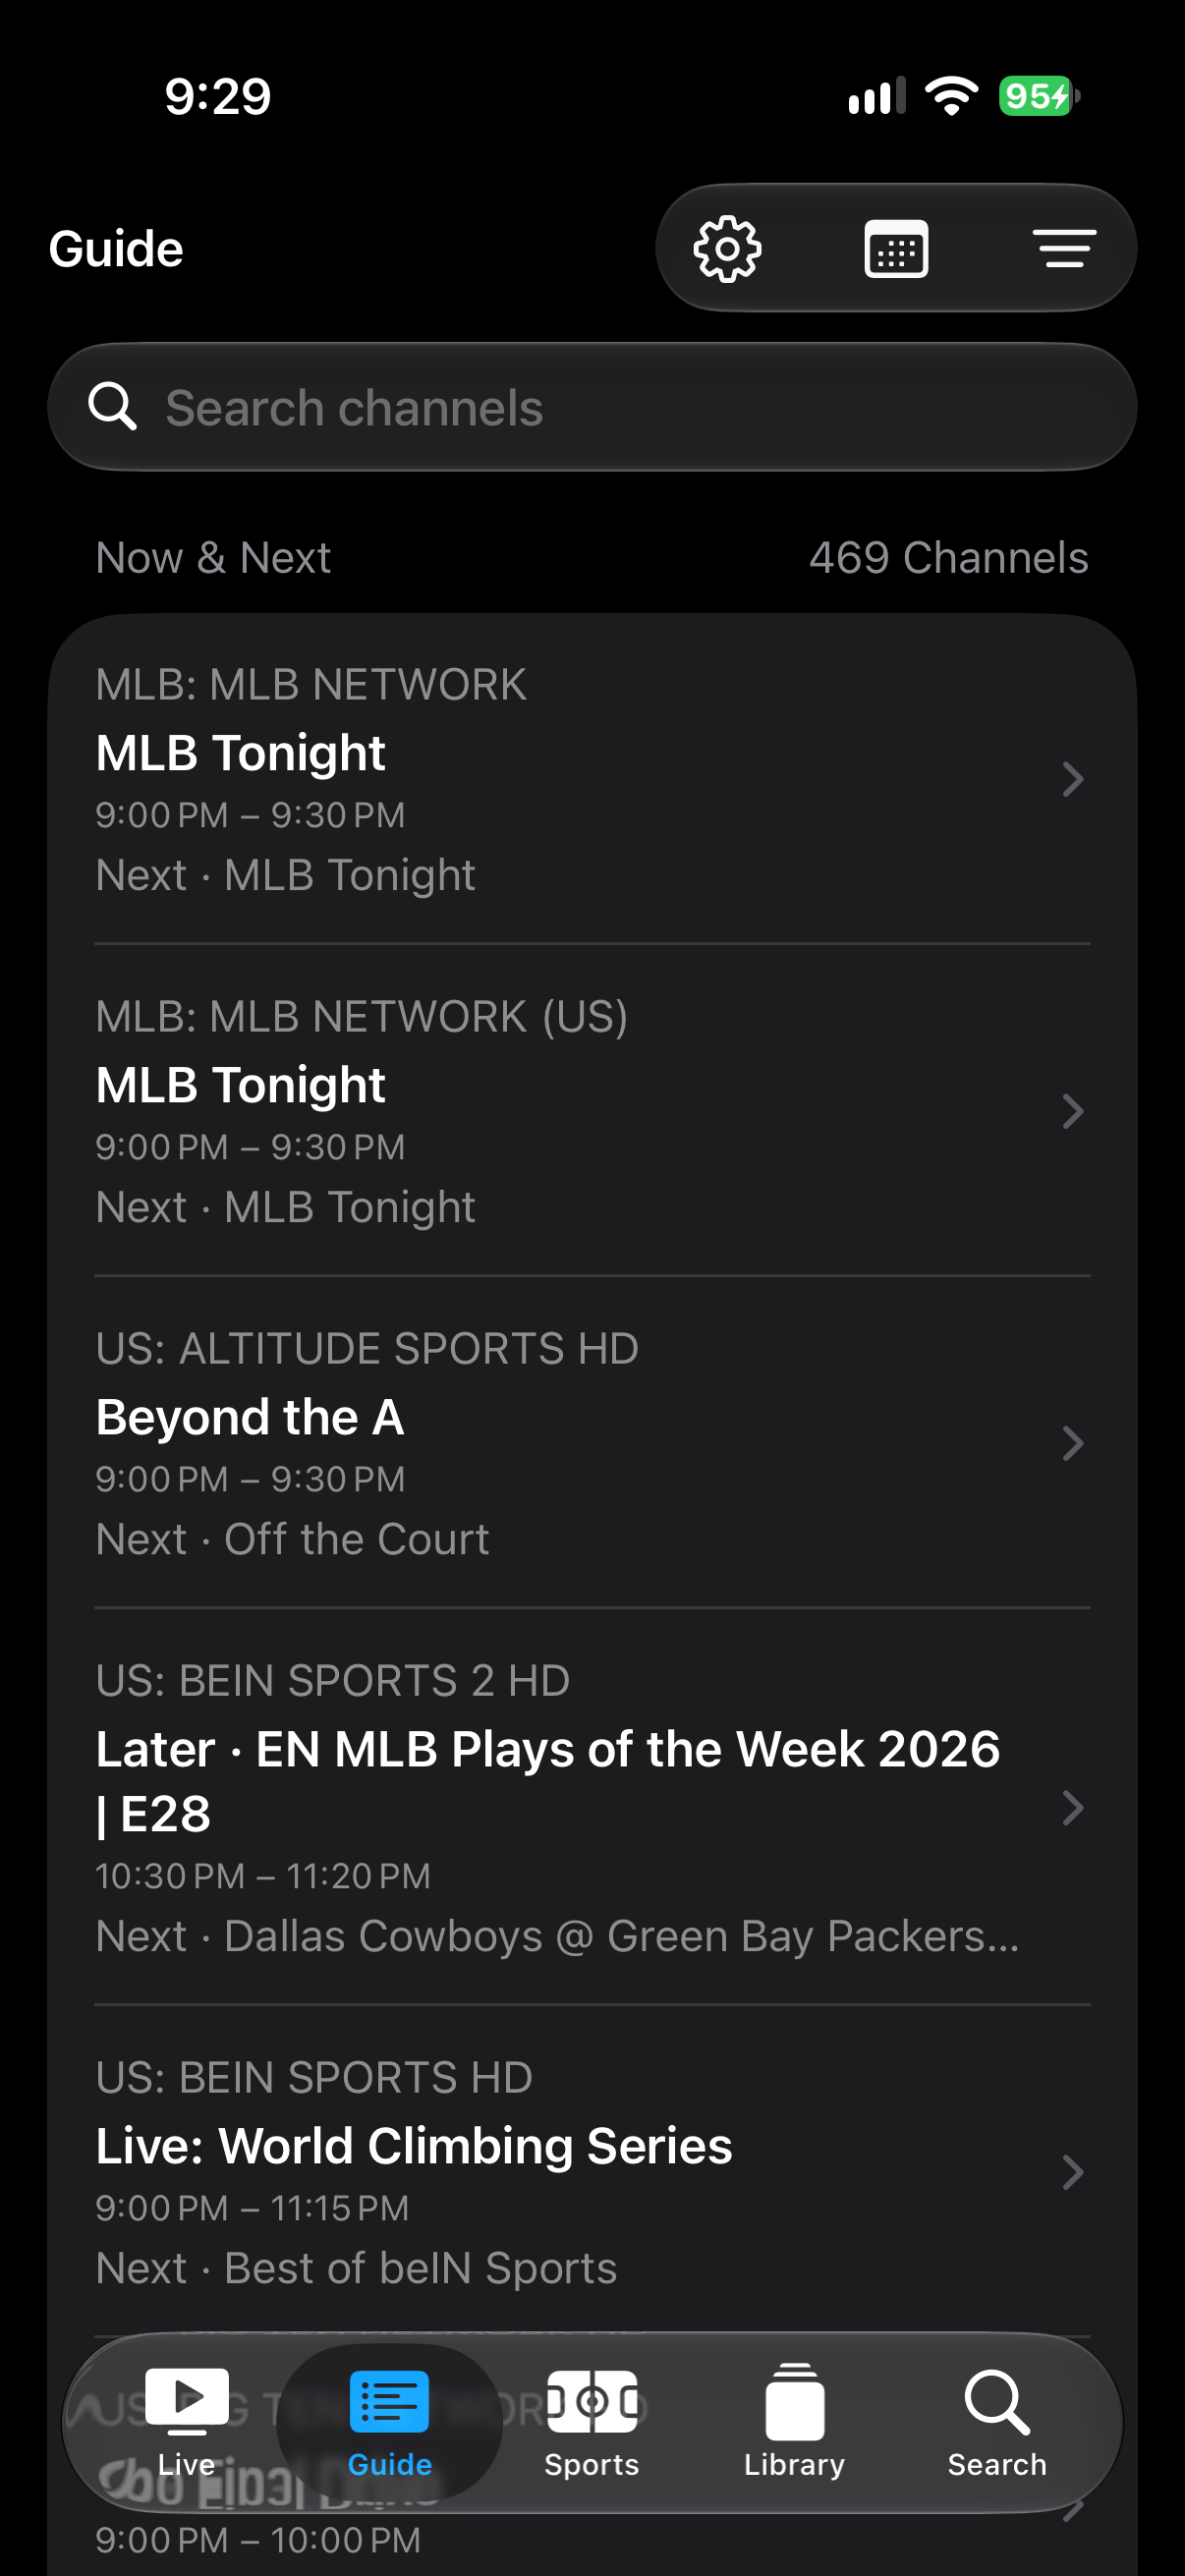 9:29
95
Guide
Search channels
Now & Next
469 Channels
MLB: MLB NETWORK
MLB Tonight
9:00 PM – 9:30 PM
Next · MLB Tonight
MLB: MLB NETWORK (US)
MLB Tonight
9:00 PM – 9:30 PM
Next · MLB Tonight
US: ALTITUDE SPORTS HD
Beyond the A
9:00 PM – 9:30 PM
Next · Off the Court
US: BEIN SPORTS 2 HD
Later · EN MLB Plays of the Week 2026
| E28
10:30 PM – 11:20 PM
Next · Dallas Cowboys @ Green Bay Packers...
US: BEIN SPORTS HD
Live: World Climbing Series
9:00 PM – 11:15 PM
Next · Best of beIN Sports
Live
Guide
Sports
Library
Search
9:00 PM – 10:00 PM